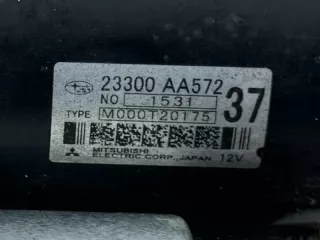 23300 AA572
37
NO 1531
TYPE M000T20175
MITSUBISHI
ELECTRIC CORP., JAPAN 12V